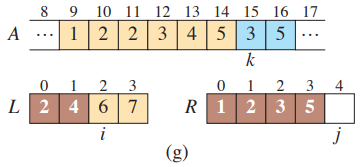 8 9 10 11 12 13 14 15 16 17
A … 1 2 2 3 4 5 3 5 …
k
0 1 2 3 0 1 2 3 4
L 2 4 6 7 R 1 2 3 5
i j
(g)